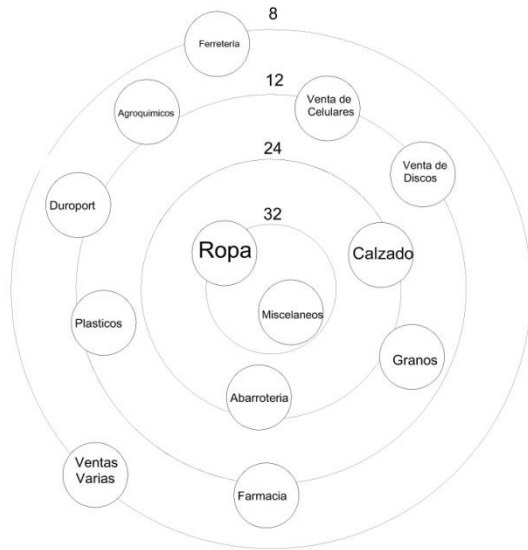 8
Ferretería
12
Agroquimicos
Venta de
Celulares
24
Venta de
Discos
Duroport
32
Ropa
Calzado
Miscelaneos
Plasticos
Granos
Abarroteria
Ventas
Varias
Farmacia